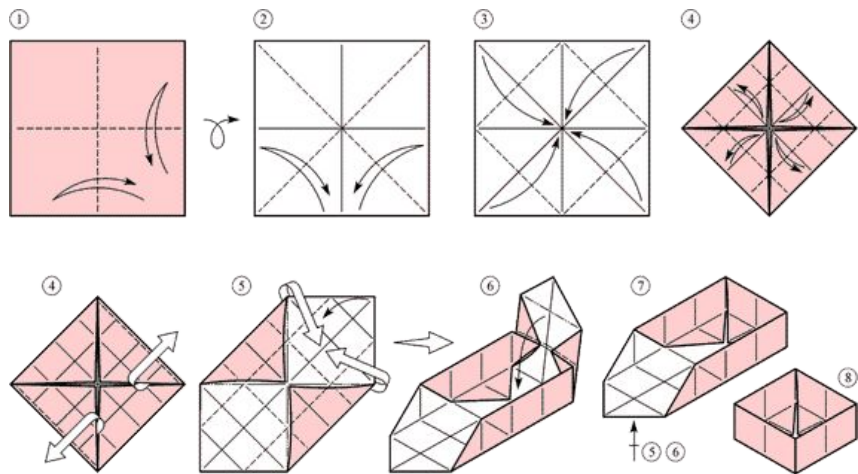 ① ② ③ ④
④ ⑤ ⑥ ⑦
⑧
⑤ ⑥